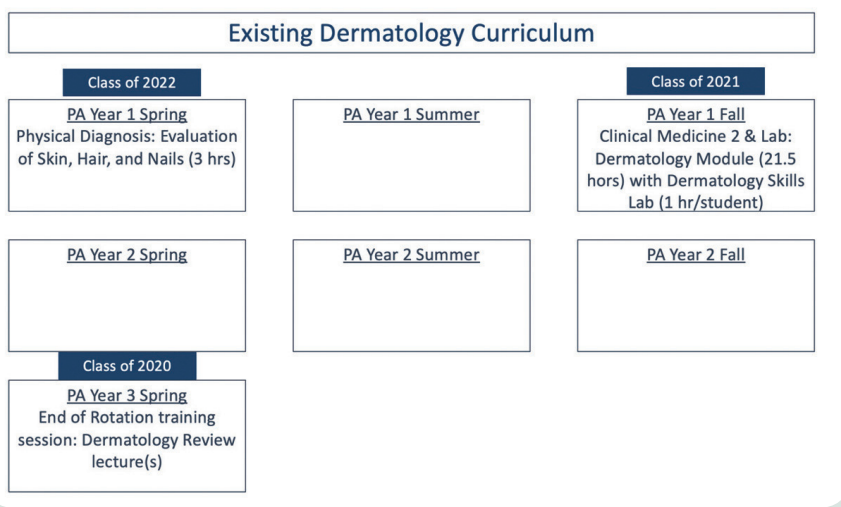 Existing Dermatology Curriculum
Class of 2022
PA Year 1 Spring
Physical Diagnosis: Evaluation
of Skin, Hair, and Nails (3 hrs)
PA Year 1 Summer
Class of 2021
PA Year 1 Fall
Clinical Medicine 2 & Lab:
Dermatology Module (21.5
hors) with Dermatology Skills
Lab (1 hr/student)
PA Year 2 Spring
PA Year 2 Summer
PA Year 2 Fall
Class of 2020
PA Year 3 Spring
End of Rotation training
session: Dermatology Review
lecture(s)